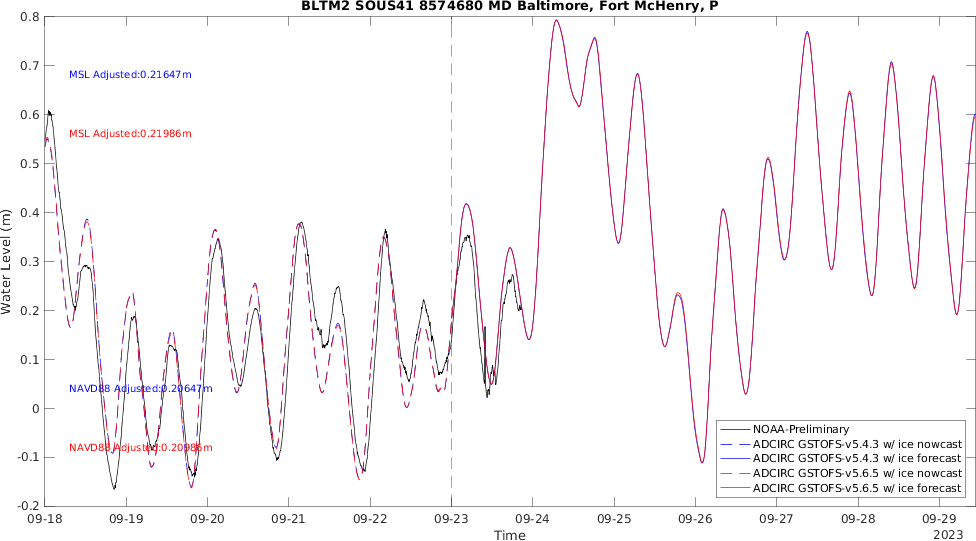 BLTM2 SOUS41 8574680 MD Baltimore, Fort McHenry, P
0.8
0.7
0.6
0.5
0.4
0.3
0.2
0.1
0
-0.1
-0.2
Water Level (m)
MSL Adjusted:0.21647m
MSL Adjusted:0.21986m
NAVD88 Adjusted:0.20647m
NAVD88 Adjusted:0.20986m
NOAA-Preliminary
ADCIRC GSTOFS-v5.4.3 w/ ice nowcast
ADCIRC GSTOFS-v5.4.3 w/ ice forecast
ADCIRC GSTOFS-v5.6.5 w/ ice nowcast
ADCIRC GSTOFS-v5.6.5 w/ ice forecast
09-18 09-19 09-20 09-21 09-22 09-23 09-24 09-25 09-26 09-27 09-28 09-29
Time
2023